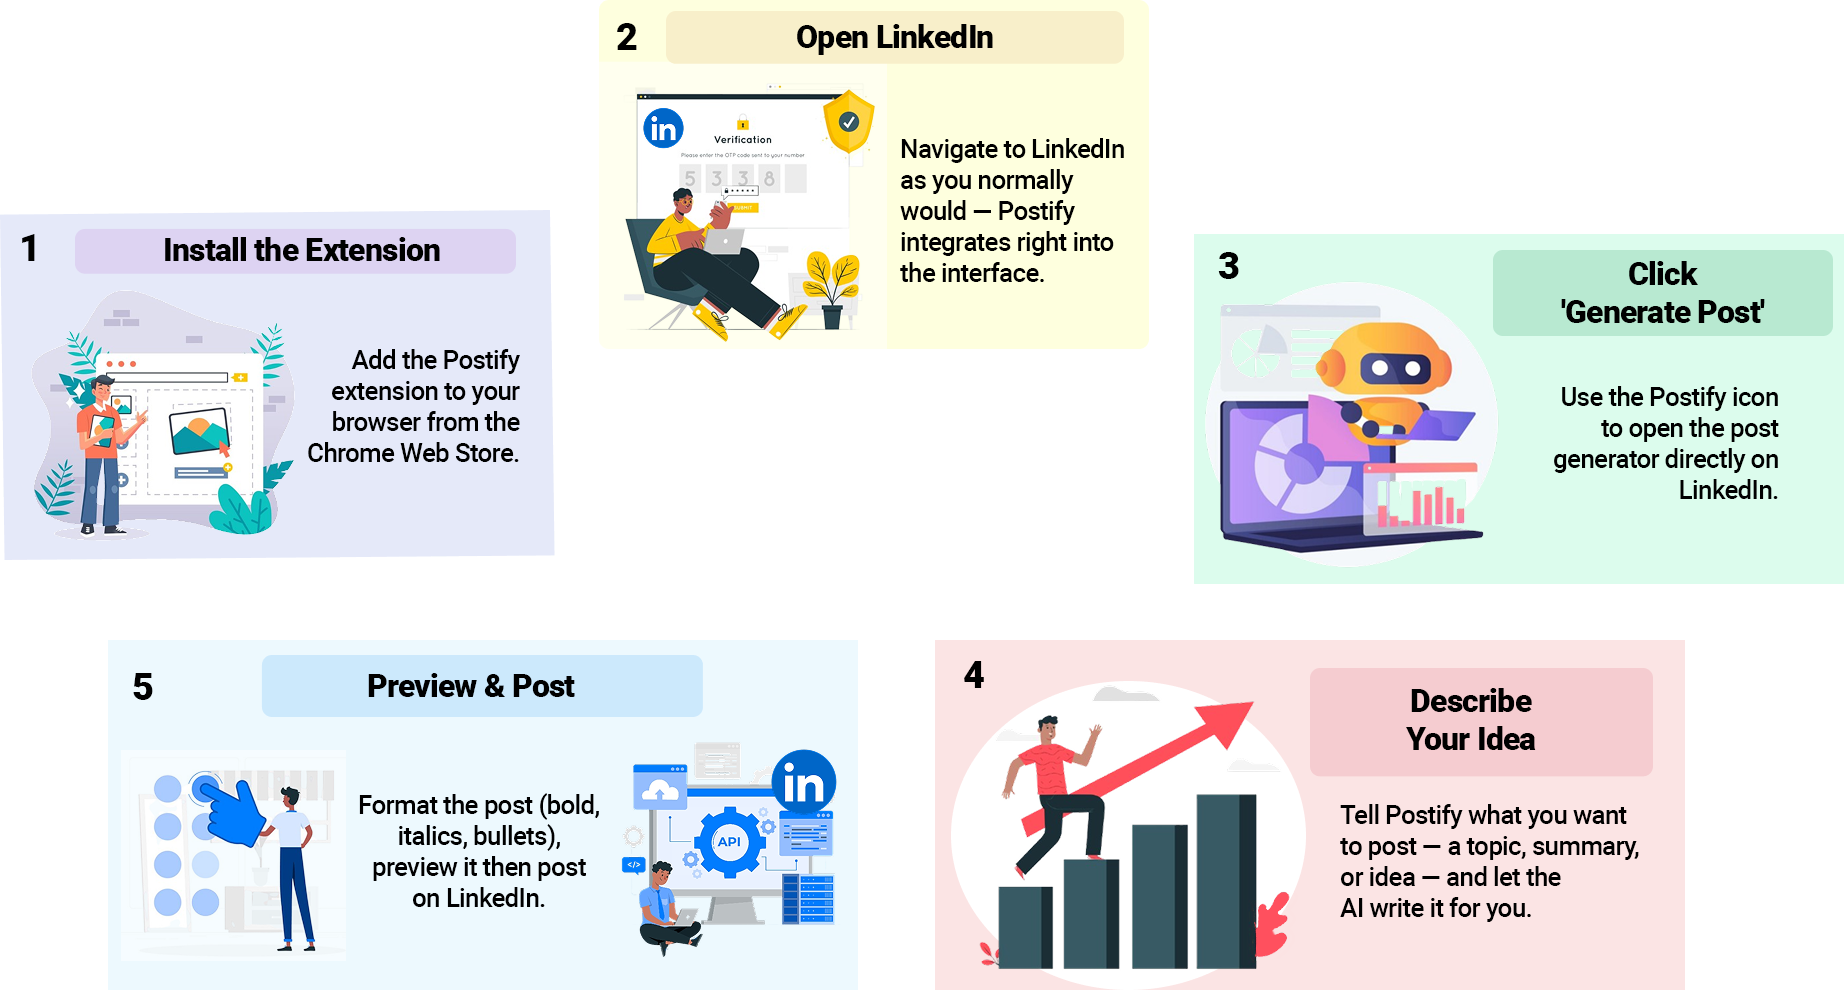 1
Install the Extension
Add the Postify
extension to your
browser from the
Chrome Web Store.
2
Open LinkedIn
in
Verification
Please enter the OTP code sent to your number
5 3 3 8
SUBMIT
Navigate to LinkedIn
as you normally
would — Postify
integrates right into
the interface.
3
Click
'Generate Post'
Use the Postify icon
to open the post
generator directly on
LinkedIn.
4
Describe
Your Idea
Tell Postify what you want
to post — a topic, summary,
or idea — and let the
AI write it for you.
5
Preview & Post
Format the post (bold,
italics, bullets),
preview it then post
on LinkedIn.
in
API
</>